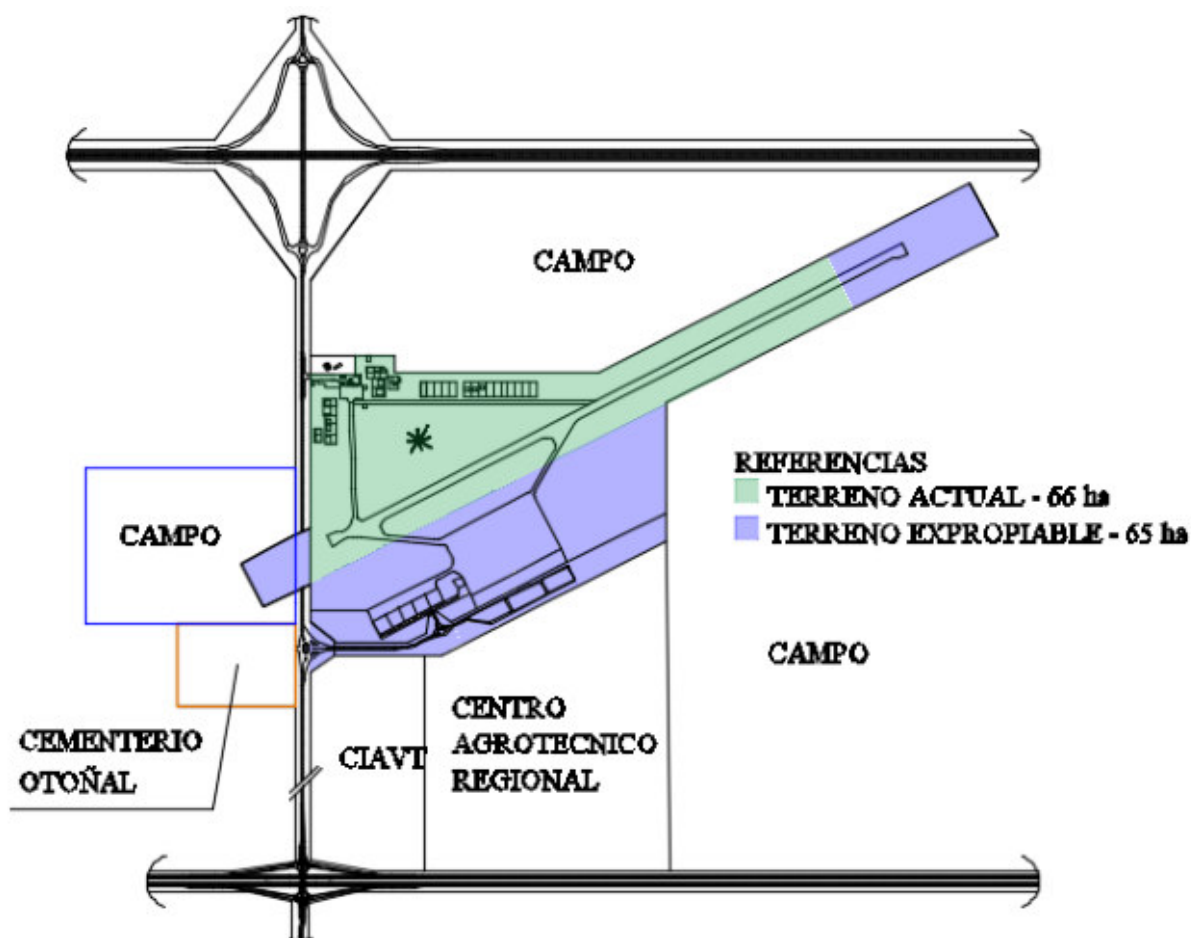 CAMPO
REFERENCIAS
TERRENO ACTUAL - 66 ha
TERRENO EXPROPIABLE - 65 ha
CAMPO
CAMPO
CEMENTERIO
OTOÑAL
CIAVT
CENTRO
AGROTECNICO
REGIONAL